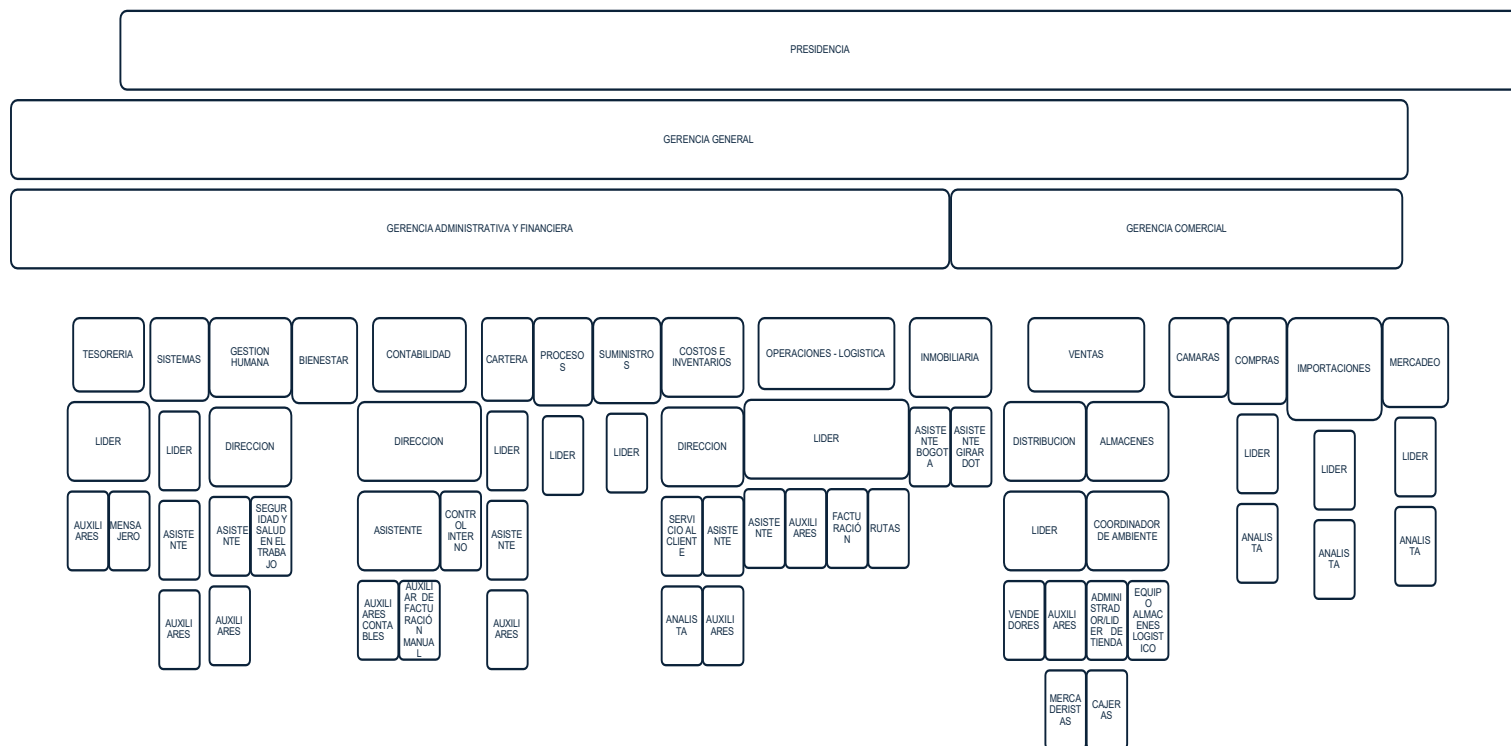 PRESIDENCIA
GERENCIA GENERAL
GERENCIA ADMINISTRATIVA Y FINANCIERA
GERENCIA COMERCIAL
TESORERIA
SISTEMAS
GESTION
HUMANA
BIENESTAR
CONTABILIDAD
CARTERA
PROCESO
S
SUMINISTRO
S
COSTOS E
INVENTARIOS
OPERACIONES - LOGISTICA
INMOBILIARIA
VENTAS
CAMARAS
COMPRAS
IMPORTACIONES
MERCADEO
LIDER
LIDER
DIRECCION
DIRECCION
LIDER
LIDER
LIDER
DIRECCION
LIDER
ASISTE
NTE
BOGOT
A
ASISTE
NTE
GIRAR
DOT
DISTRIBUCION
ALMACENES
LIDER
LIDER
LIDER
AUXILI
ARES
MENSA
JERO
ASISTE
NTE
ASISTE
NTE
SEGUR
IDAD Y
SALUD
EN EL
TRABA
JO
ASISTENTE
CONTR
OL
INTER
NO
ASISTE
NTE
SERVI
CIO AL
CLIENT
E
ASISTE
NTE
ASISTE
NTE
AUXILI
ARES
FACTU
RACIÓ
N
RUTAS
LIDER
COORDINADOR
DE AMBIENTE
ANALIS
TA
ANALIS
TA
ANALIS
TA
AUXILI
ARES
AUXILI
ARES
AUXILI
ARES
CONTA
BLES
AUXILI
AR DE
FACTU
RACIÓ
N
MANUA
L
AUXILI
ARES
ANALIS
TA
AUXILI
ARES
VENDE
DORES
AUXILI
ARES
ADMINI
STRAD
OR/LID
ER DE
TIENDA
EQUIP
O
ALMAC
ENES
LOGIST
ICO
MERCA
DERIST
AS
CAJER
AS